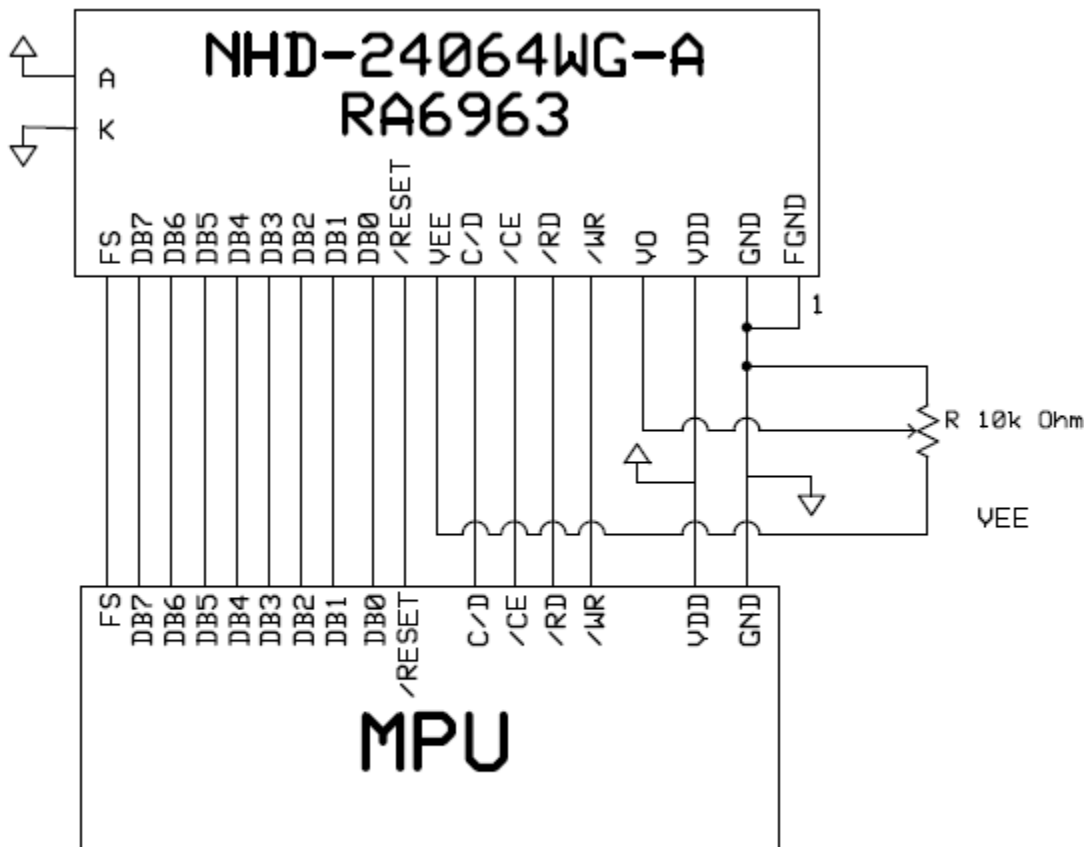 NHD-24064WG-A
RA6963
A
K
FS DB7 DB6 DB5 DB4 DB3 DB2 DB1 DB0 /RESET VEE C/D /CE /RD /WR VO VDD GND FGND
1
R 10k Ohm
VEE
FS DB7 DB6 DB5 DB4 DB3 DB2 DB1 DB0 /RESET C/D /CE /RD /WR VDD GND
MPU